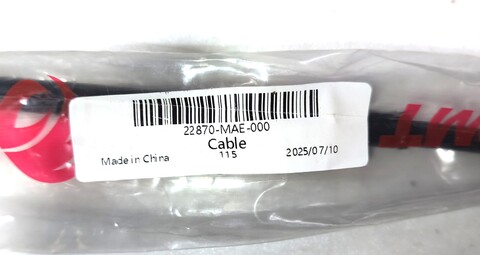 22870-MAE-000
Cable
115
Made in China
2025/07/10